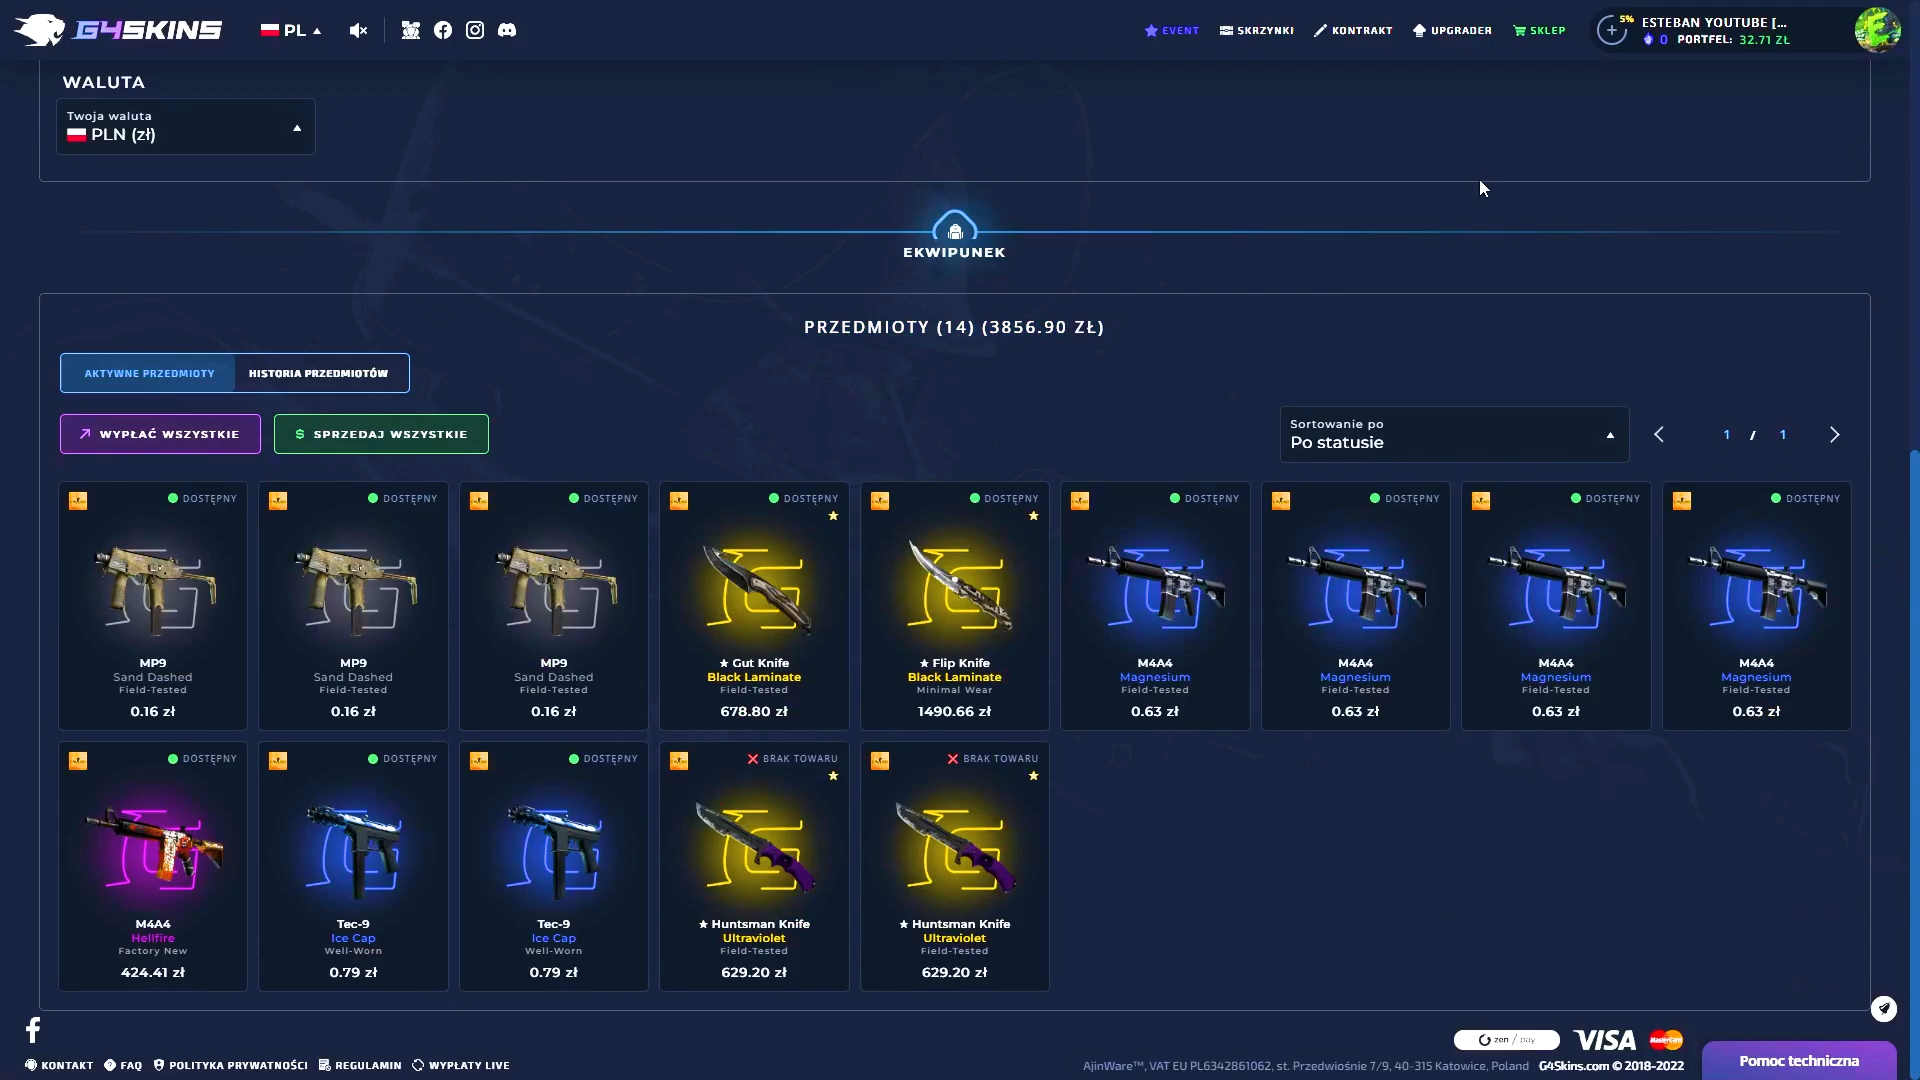 G4SKINS
PL
EVENT
SKRZYNKI
KONTRAKT
UPGRADER
SKLEP
5%
ESTEBAN YOUTUBE [...
0 PORTFEL: 32.71 ZŁ
WALUTA
Twoja waluta
PLN (zł)
EKWIPUNEK
PRZEDMIOTY (14) (3856.90 ZŁ)
AKTYWNE PRZEDMIOTY
HISTORIA PRZEDMIOTÓW
WYPŁAĆ WSZYSTKIE
$ SPRZEDAJ WSZYSTKIE
Sortowanie po
Po statusie
1 / 1
DOSTĘPNY
MP9
Sand Dashed
Field-Tested
0.16 zł
DOSTĘPNY
MP9
Sand Dashed
Field-Tested
0.16 zł
DOSTĘPNY
MP9
Sand Dashed
Field-Tested
0.16 zł
DOSTĘPNY
★ Gut Knife
Black Laminate
Field-Tested
678.80 zł
DOSTĘPNY
★ Flip Knife
Black Laminate
Minimal Wear
1490.66 zł
DOSTĘPNY
M4A4
Magnesium
Field-Tested
0.63 zł
DOSTĘPNY
M4A4
Magnesium
Field-Tested
0.63 zł
DOSTĘPNY
M4A4
Magnesium
Field-Tested
0.63 zł
DOSTĘPNY
M4A4
Magnesium
Field-Tested
0.63 zł
DOSTĘPNY
M4A4
Hellfire
Factory New
424.41 zł
DOSTĘPNY
Tec-9
Ice Cap
Well-Worn
0.79 zł
DOSTĘPNY
Tec-9
Ice Cap
Well-Worn
0.79 zł
BRAK TOWARU
★ Huntsman Knife
Ultraviolet
Field-Tested
629.20 zł
BRAK TOWARU
★ Huntsman Knife
Ultraviolet
Field-Tested
629.20 zł
KONTAKT
FAQ
POLITYKA PRYWATNOŚCI
REGULAMIN
WYPŁATY LIVE
zen / pay
VISA
MasterCard
AjinWare™, VAT EU PL6342861062, st. Przedwiośnie 7/9, 40-315 Katowice, Poland G4Skins.com © 2018-2022
Pomoc techniczna